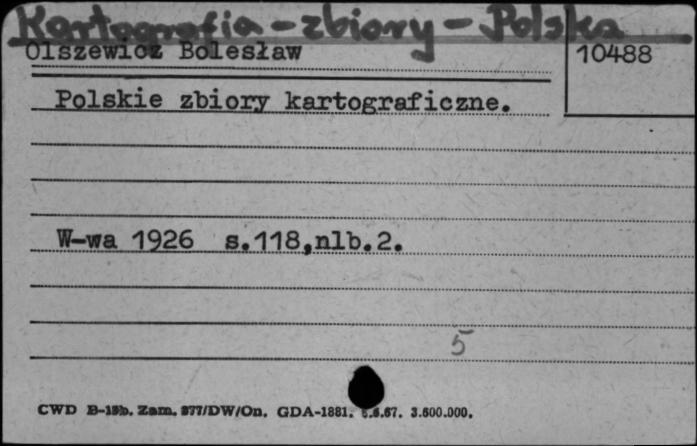 Kartografia - zbiory - Polska
Olszewicz Bolesław
10488
Polskie zbiory kartograficzne.
W-wa 1926 s.118,nlb.2.
5
CWD B-15b. Zam. 877/DW/On. GDA-1881. 6.6.67. 3.600.000.